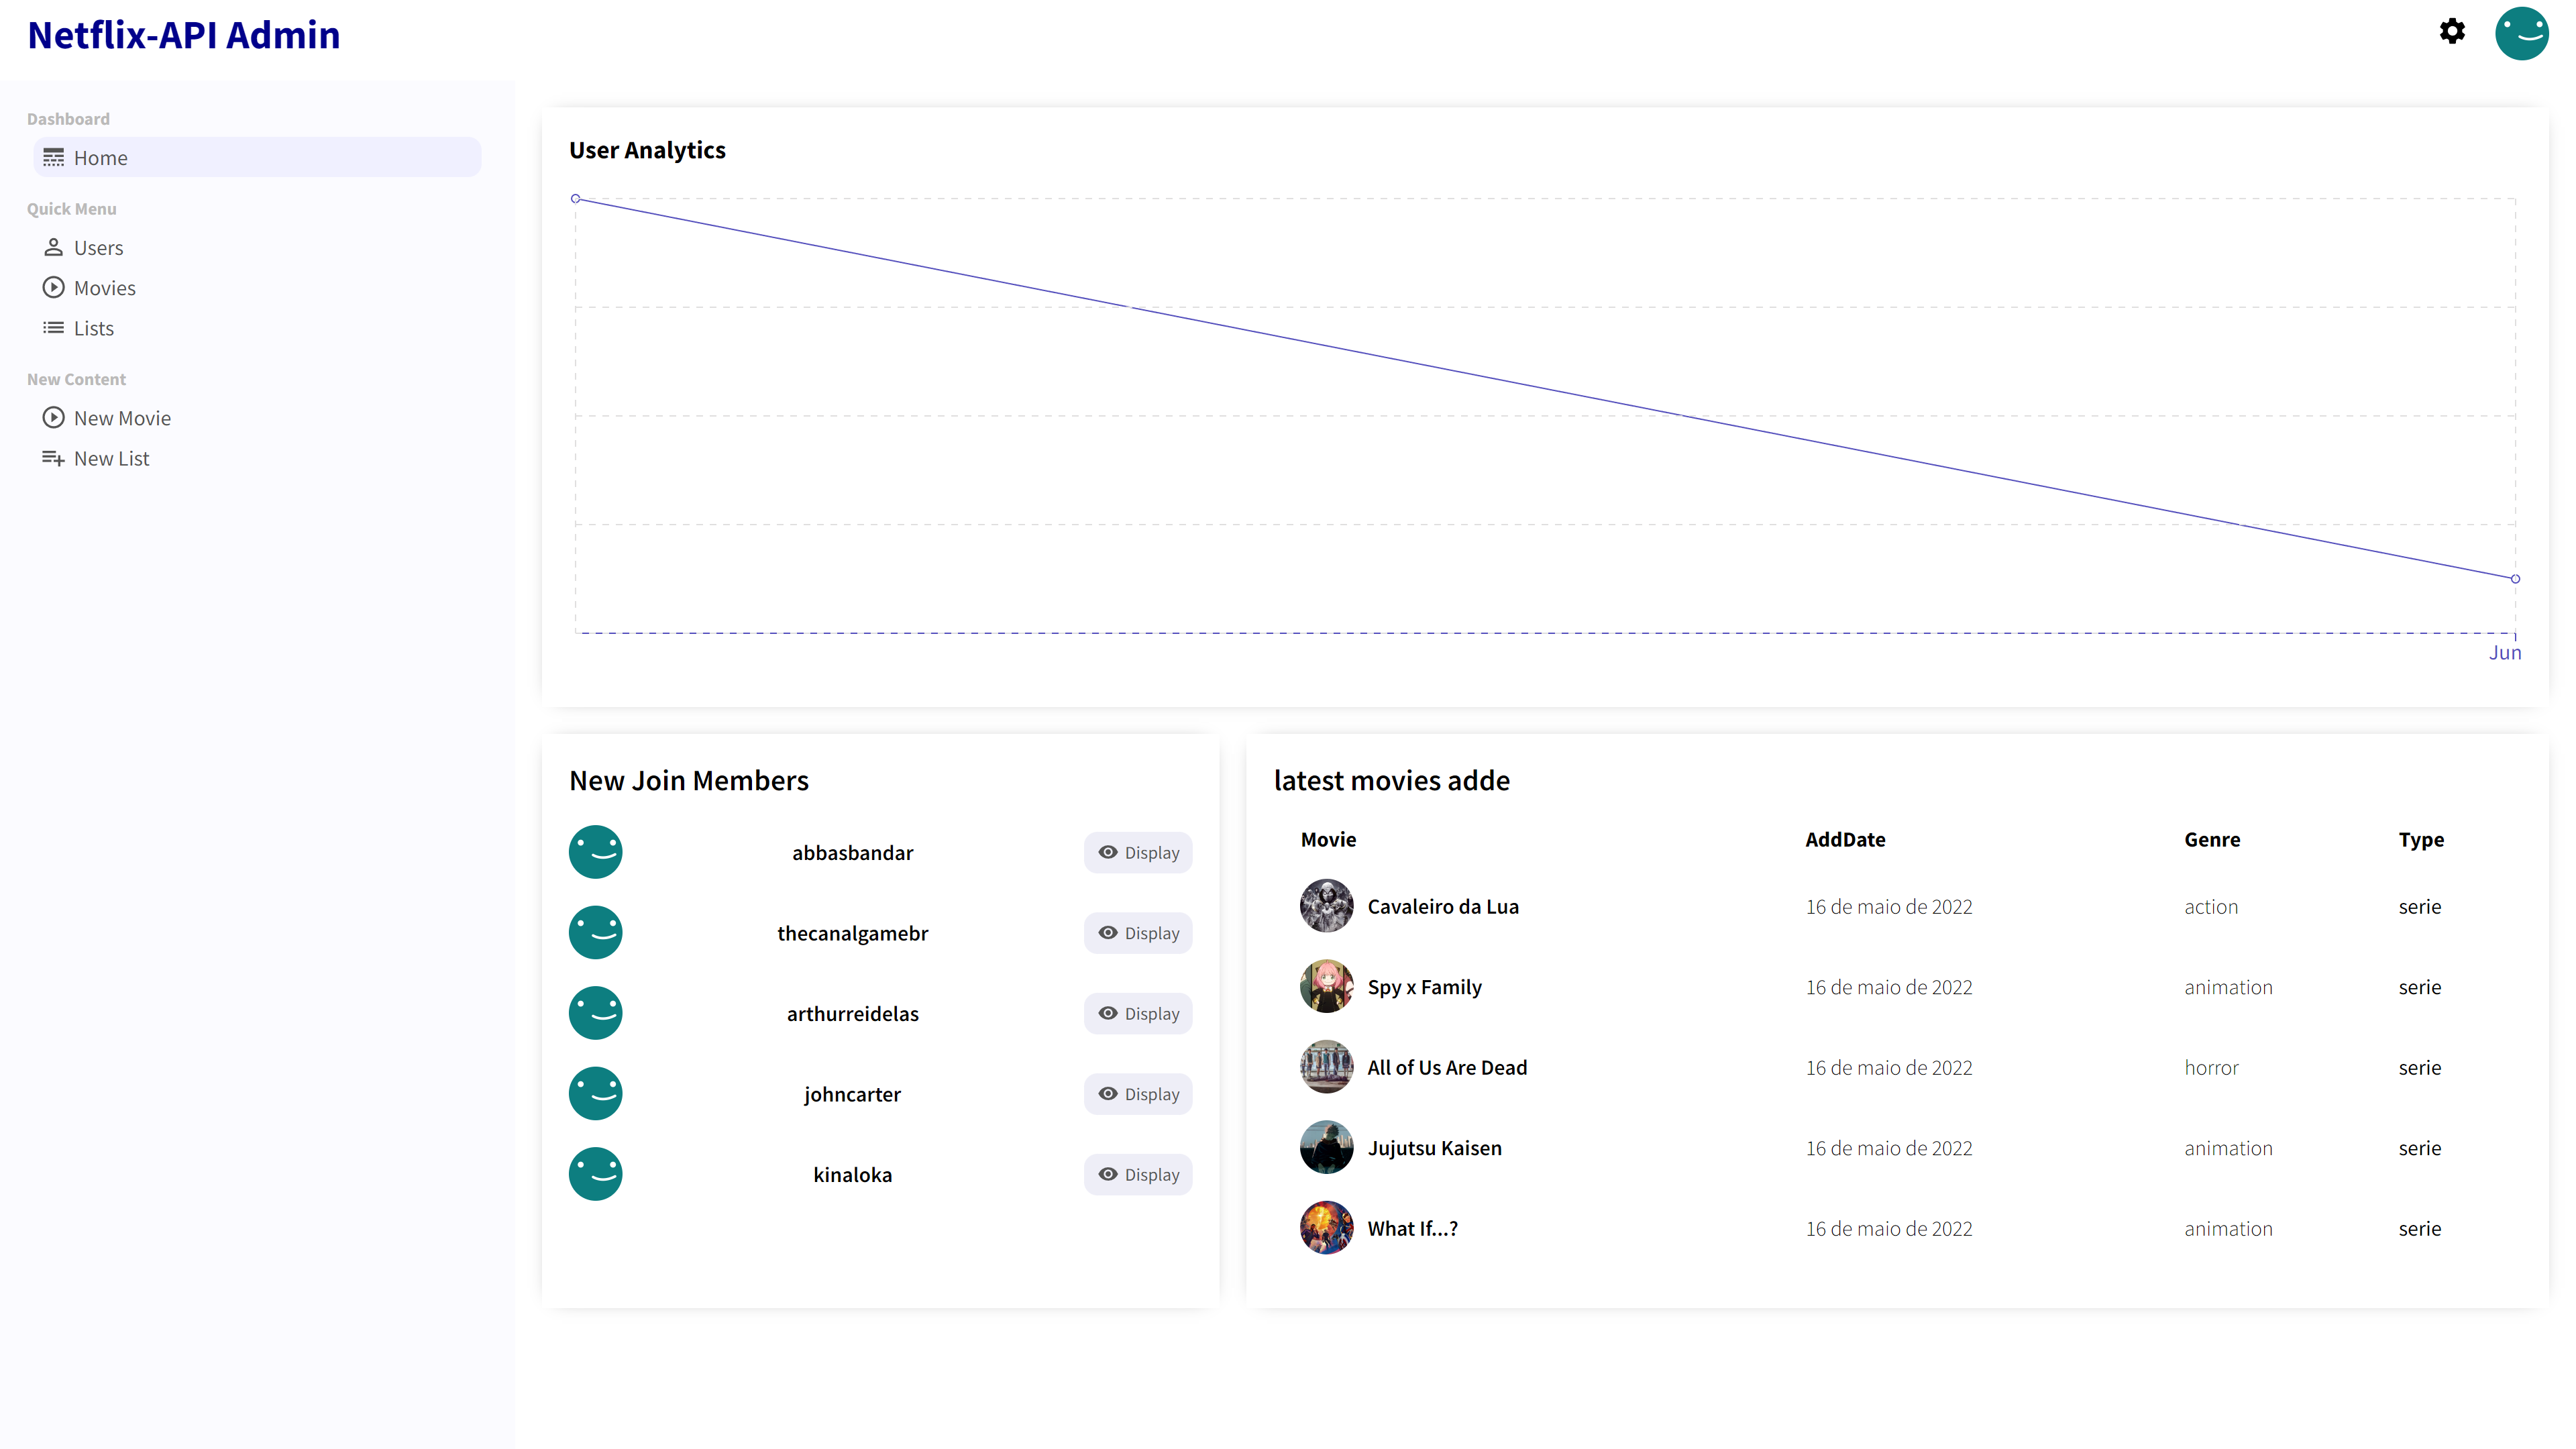 Netflix-API Admin
Dashboard
Home
Quick Menu
Users
Movies
Lists
New Content
New Movie
New List
User Analytics
Jun
New Join Members
abbasbandar Display
thecanalgamebr Display
arthurreidelas Display
johncarter Display
kinaloka Display
latest movies adde
Movie AddDate Genre Type
Cavaleiro da Lua 16 de maio de 2022 action serie
Spy x Family 16 de maio de 2022 animation serie
All of Us Are Dead 16 de maio de 2022 horror serie
Jujutsu Kaisen 16 de maio de 2022 animation serie
What If...? 16 de maio de 2022 animation serie